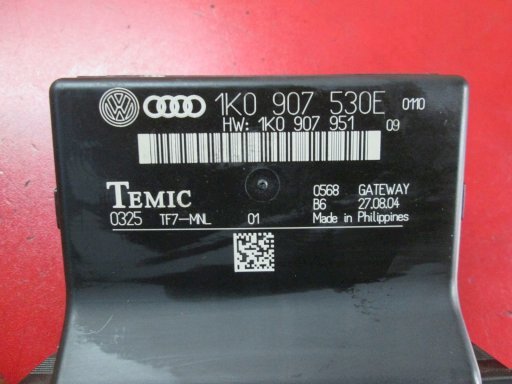 1K0 907 530E 0110
HW: 1K0 907 951 09
TEMIC 0568 GATEWAY
B6 27.08.04
0325 TF7-MNL 01 Made in Philippines